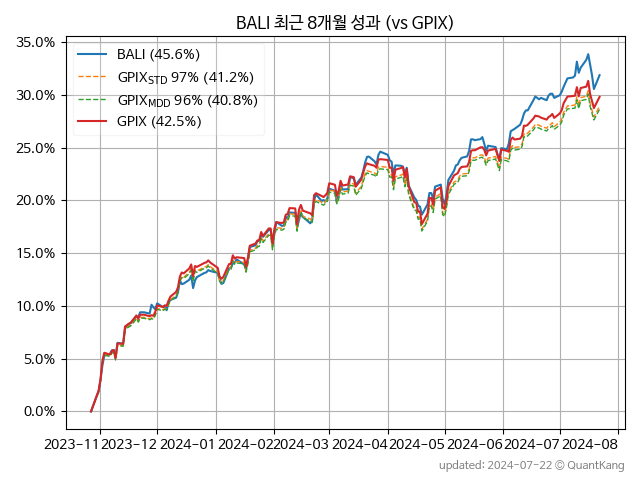 BALI 최근 8개월 성과 (vs GPIX)
35.0%
30.0%
25.0%
20.0%
15.0%
10.0%
5.0%
0.0%
BALI (45.6%)
GPIX_STD 97% (41.2%)
GPIX_MDD 96% (40.8%)
GPIX (42.5%)
2023-11 2023-12 2024-01 2024-02 2024-03 2024-04 2024-05 2024-06 2024-07 2024-08
updated: 2024-07-22 © QuantKang